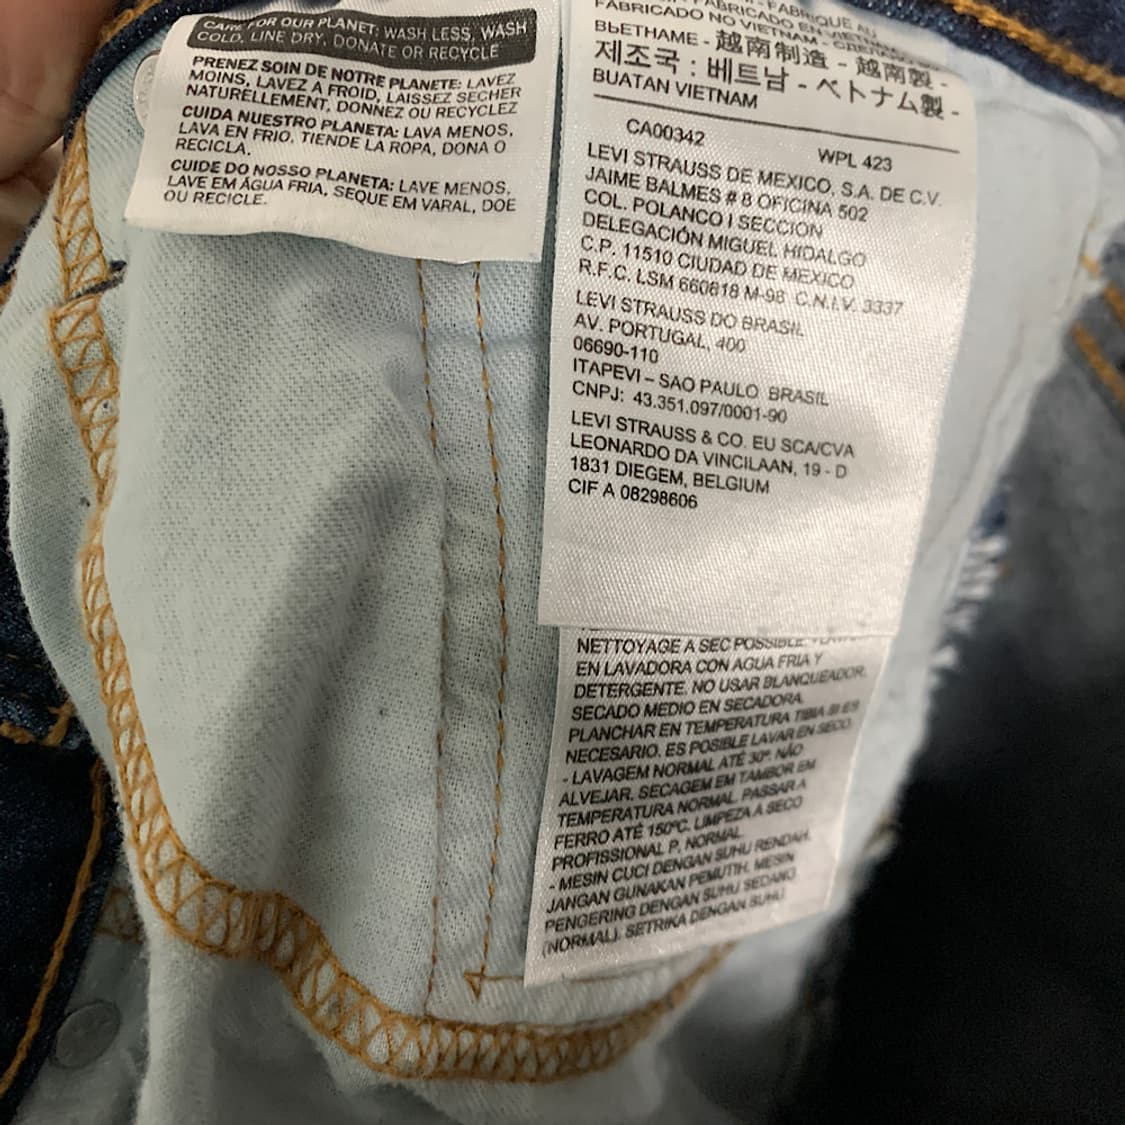 CARE FOR OUR PLANET: WASH LESS, WASH
COLD, LINE DRY, DONATE OR RECYCLE
PRENEZ SOIN DE NOTRE PLANETE: LAVEZ
MOINS, LAVEZ A FROID, LAISSEZ SECHER
NATURELLEMENT, DONNEZ OU RECYCLEZ
CUIDA NUESTRO PLANETA: LAVA MENOS,
LAVA EN FRIO, TIENDE LA ROPA, DONA O
RECICLA.
CUIDE DO NOSSO PLANETA: LAVE MENOS,
LAVE EM ÁGUA FRIA, SEQUE EM VARAL, DOE
OU RECICLE.
FABRIQUE AU
FABRICADO NO VIETNAM -
ВЬЕТНАМЕ - 越南制造 - 越南製 -
제조국 : 베트남 - ベトナム製 -
BUATAN VIETNAM
CA00342
WPL 423
LEVI STRAUSS DE MEXICO, S.A. DE C.V.
JAIME BALMES # 8 OFICINA 502
COL. POLANCO I SECCION
DELEGACIÓN MIGUEL HIDALGO
C.P. 11510 CIUDAD DE MEXICO
R.F.C. LSM 660818 M-98 C.N.I.V. 3337
LEVI STRAUSS DO BRASIL
AV. PORTUGAL, 400
06690-110
ITAPEVI – SAO PAULO BRASIL
CNPJ: 43.351.097/0001-90
LEVI STRAUSS & CO. EU SCA/CVA
LEONARDO DA VINCILAAN, 19 - D
1831 DIEGEM, BELGIUM
CIF A 08298606
NETTOYAGE A SEC POSSIBLE.
EN LAVADORA CON AGUA FRIA Y
DETERGENTE. NO USAR BLANQUEADOR.
SECADO MEDIO EN SECADORA.
PLANCHAR EN TEMPERATURA TIBIA SI ES
NECESARIO. ES POSIBLE LAVAR EN SECO.
- LAVAGEM NORMAL ATÉ 30º. NÃO
ALVEJAR. SECAGEM EM TAMBOR EM
TEMPERATURA NORMAL. PASSAR A
FERRO ATÉ 150ºC. LIMPEZA A SECO
PROFISSIONAL P, NORMAL.
- MESIN CUCI DENGAN SUHU RENDAH.
JANGAN GUNAKAN PEMUTIH. MESIN
PENGERING DENGAN SUHU SEDANG
(NORMAL). SETRIKA DENGAN SUHU